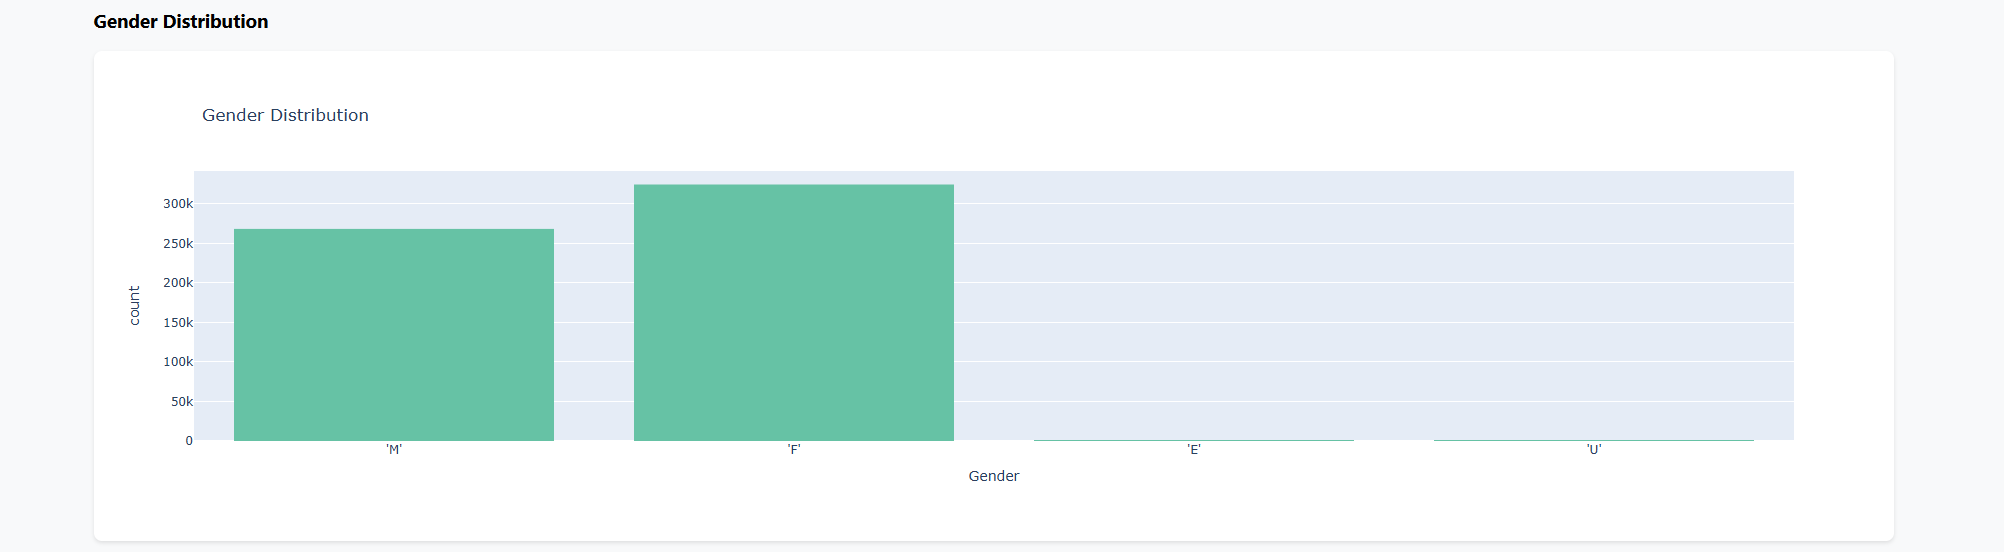 Gender Distribution
Gender Distribution
300k
250k
200k
150k
100k
50k
0
count
'M' 'F' 'E' 'U'
Gender